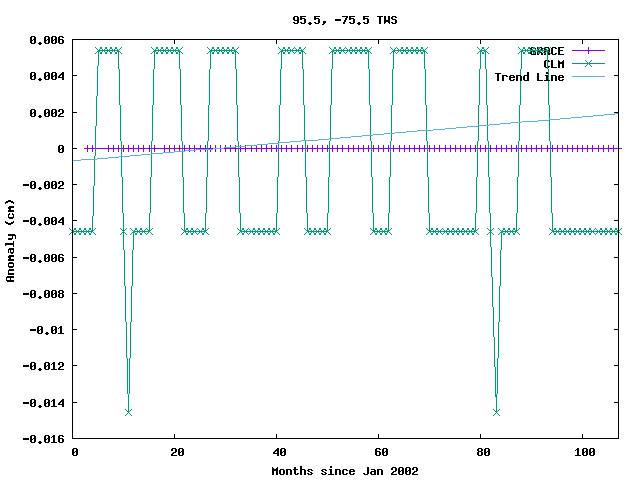 95.5, -75.5 TWS
GRACE
CLM
Trend Line
0.006
0.004
0.002
0
-0.002
-0.004
-0.006
-0.008
-0.01
-0.012
-0.014
-0.016
Anomaly (cm)
0 20 40 60 80 100
Months since Jan 2002